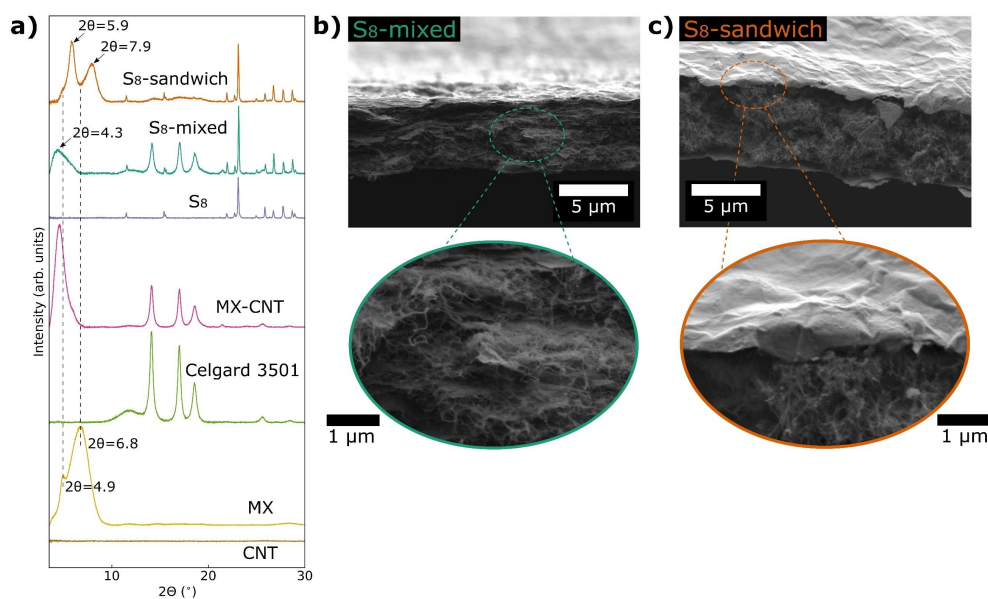 a)
2θ=5.9
2θ=7.9
S₈-sandwich
2θ=4.3
S₈-mixed
S₈
MX-CNT
Celgard 3501
2θ=6.8
2θ=4.9
MX
CNT
Intensity (arb. units)
10 20 30
2Θ (°)
b) S₈-mixed
5 µm
1 µm
c) S₈-sandwich
5 µm
1 µm